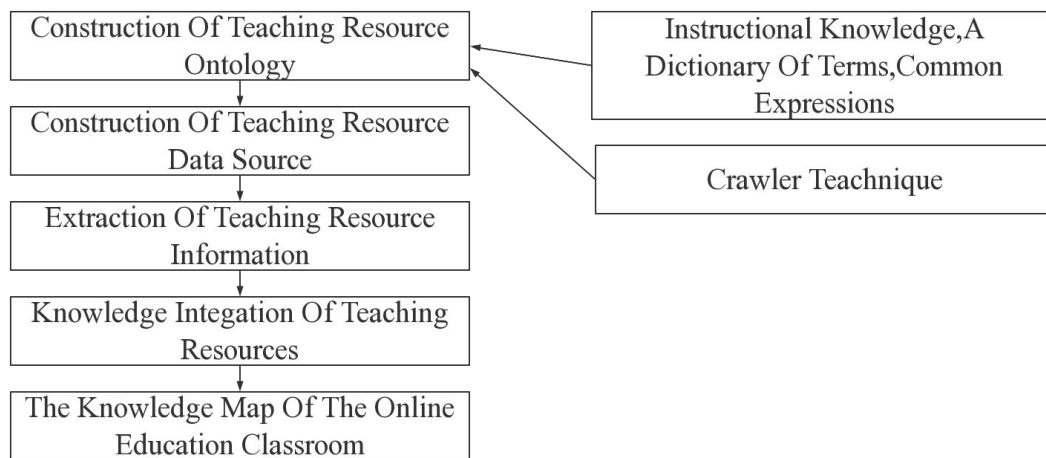 Construction Of Teaching Resource
Ontology
Construction Of Teaching Resource
Data Source
Extraction Of Teaching Resource
Information
Knowledge Integation Of Teaching
Resources
The Knowledge Map Of The Online
Education Classroom
Instructional Knowledge,A
Dictionary Of Terms,Common
Expressions
Crawler Teachnique